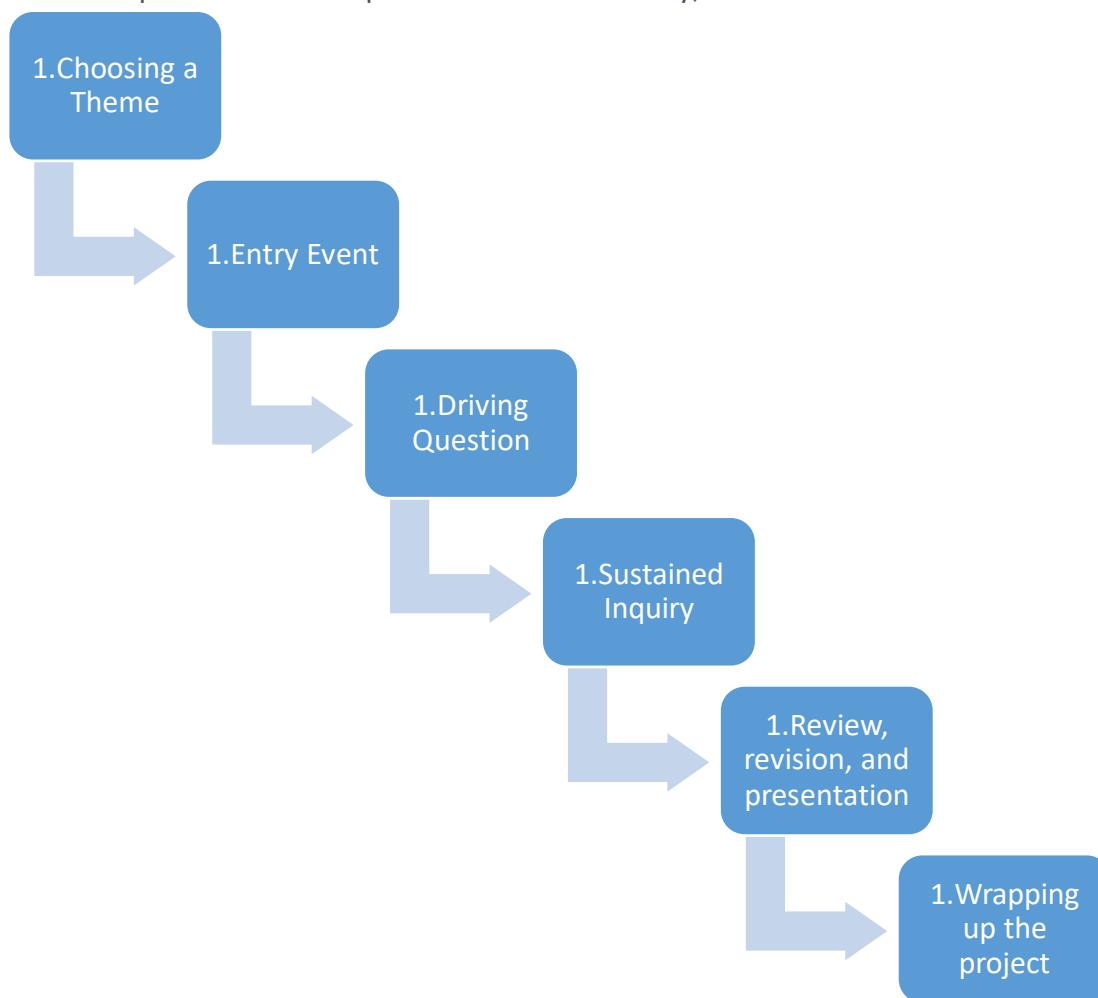 1.Choosing a
Theme
1.Entry Event
1.Driving
Question
1.Sustained
Inquiry
1.Review,
revision, and
presentation
1.Wrapping
up the
project